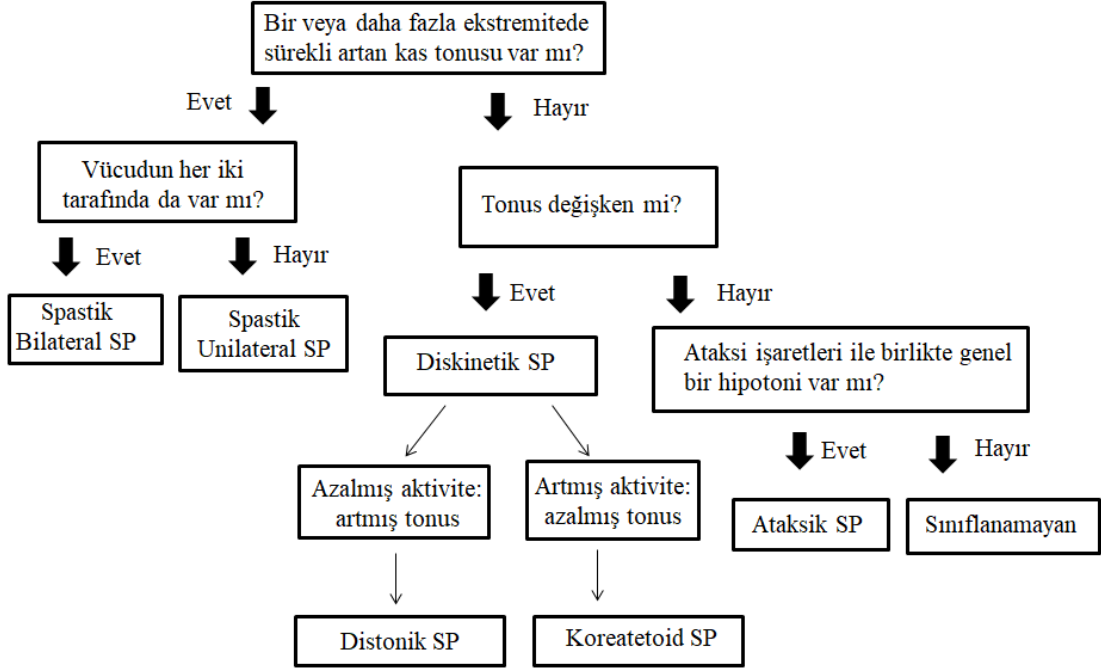 Bir veya daha fazla ekstremitede
sürekli artan kas tonusu var mı?
Evet
Hayır
Vücudun her iki
tarafında da var mı?
Tonus değişken mi?
Evet
Hayır
Evet
Hayır
Spastik
Bilateral SP
Spastik
Unilateral SP
Diskinetik SP
Ataksi işaretleri ile birlikte genel
bir hipotoni var mı?
Evet
Hayır
Azalmış aktivite:
artmış tonus
Artmış aktivite:
azalmış tonus
Ataksik SP
Sınıflanamayan
Distonik SP
Koreatetoid SP